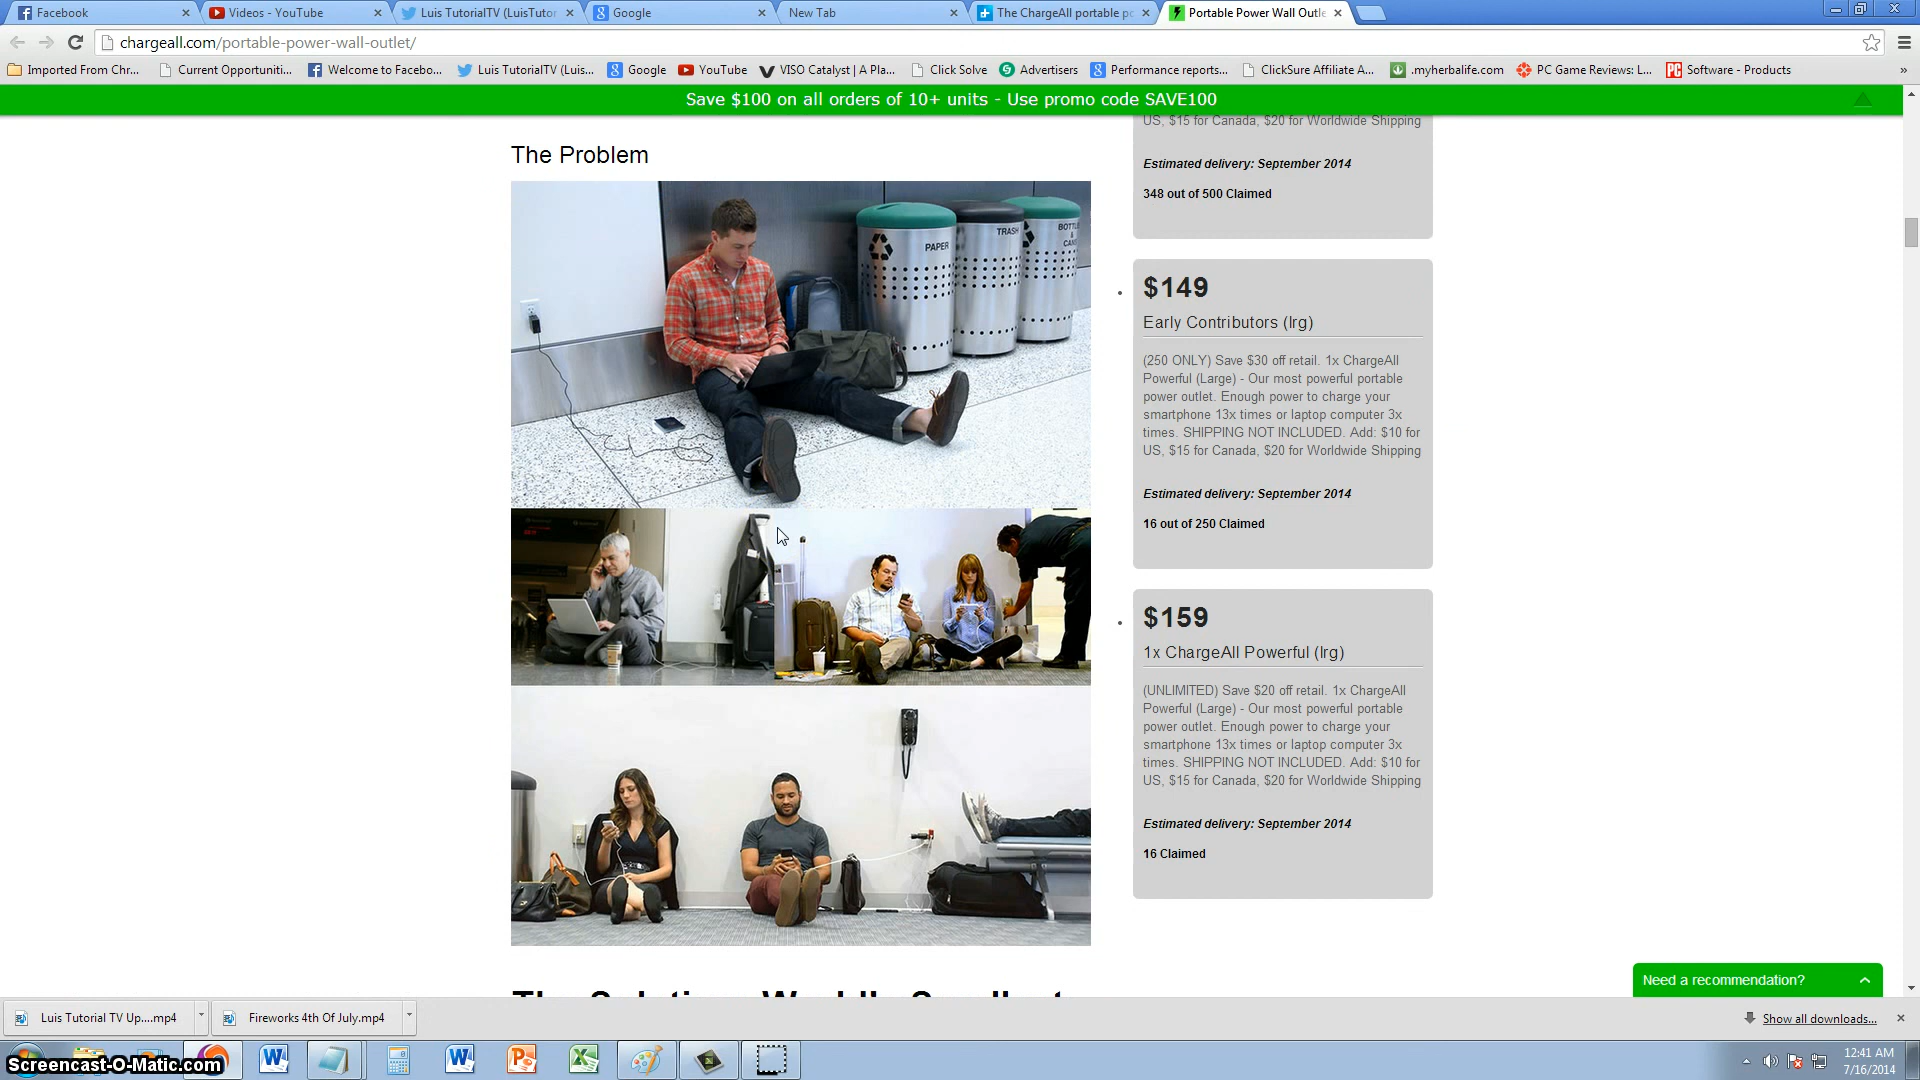 Facebook
Videos - YouTube
Luis TutorialTV (LuisTutor
Google
New Tab
The ChargeAll portable po
Portable Power Wall Outle
chargeall.com/portable-power-wall-outlet/
Imported From Chr...
Current Opportuniti...
Welcome to Facebo...
Luis TutorialTV (Luis...
Google
YouTube
VISO Catalyst | A Pla...
Click Solve
Advertisers
Performance reports...
ClickSure Affiliate A...
.myherbalife.com
PC Game Reviews: L...
Software - Products
»
Save $100 on all orders of 10+ units - Use promo code SAVE100
The Problem
PAPER
TRASH
BOTTLE
&
CANS
US, $15 for Canada, $20 for Worldwide Shipping
Estimated delivery: September 2014
348 out of 500 Claimed
$149
Early Contributors (lrg)
(250 ONLY) Save $30 off retail. 1x ChargeAll
Powerful (Large) - Our most powerful portable
power outlet. Enough power to charge your
smartphone 13x times or laptop computer 3x
times. SHIPPING NOT INCLUDED. Add: $10 for
US, $15 for Canada, $20 for Worldwide Shipping
Estimated delivery: September 2014
16 out of 250 Claimed
$159
1x ChargeAll Powerful (lrg)
(UNLIMITED) Save $20 off retail. 1x ChargeAll
Powerful (Large) - Our most powerful portable
power outlet. Enough power to charge your
smartphone 13x times or laptop computer 3x
times. SHIPPING NOT INCLUDED. Add: $10 for
US, $15 for Canada, $20 for Worldwide Shipping
Estimated delivery: September 2014
16 Claimed
The Solution: World's Smallest
Need a recommendation?
Luis Tutorial TV Up....mp4
Fireworks 4th Of July.mp4
Show all downloads...
Screencast-O-Matic.com
12:41 AM
7/16/2014